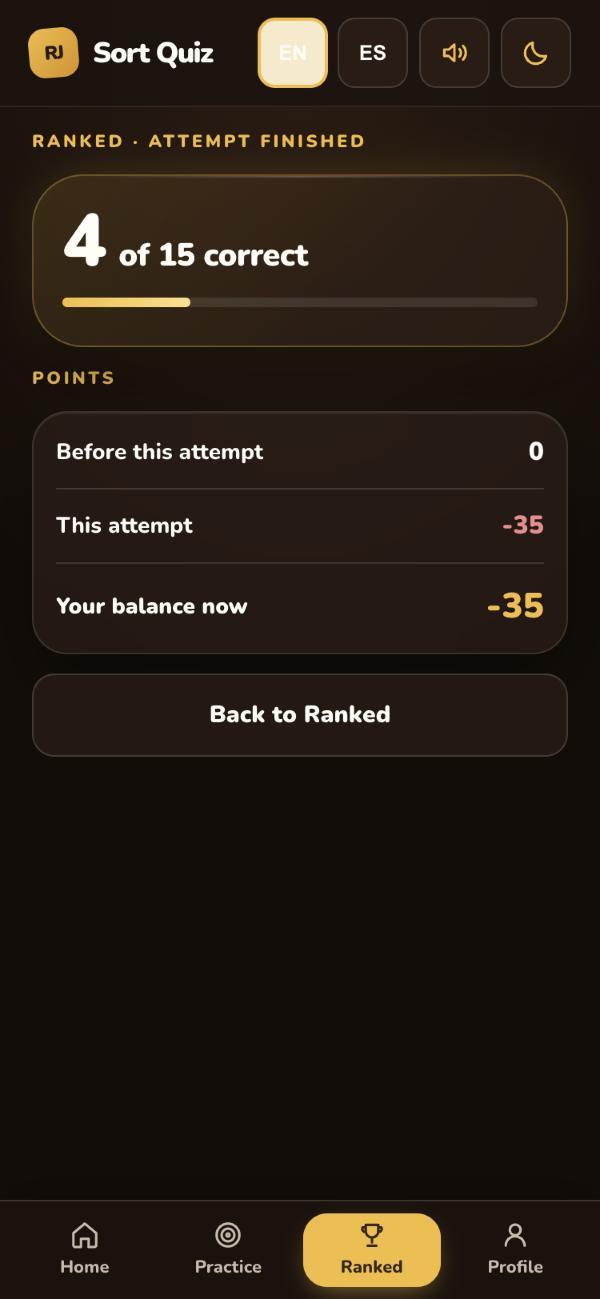 RJ Sort Quiz EN ES
RANKED · ATTEMPT FINISHED
4 of 15 correct
POINTS
Before this attempt 0
This attempt -35
Your balance now -35
Back to Ranked
Home Practice Ranked Profile